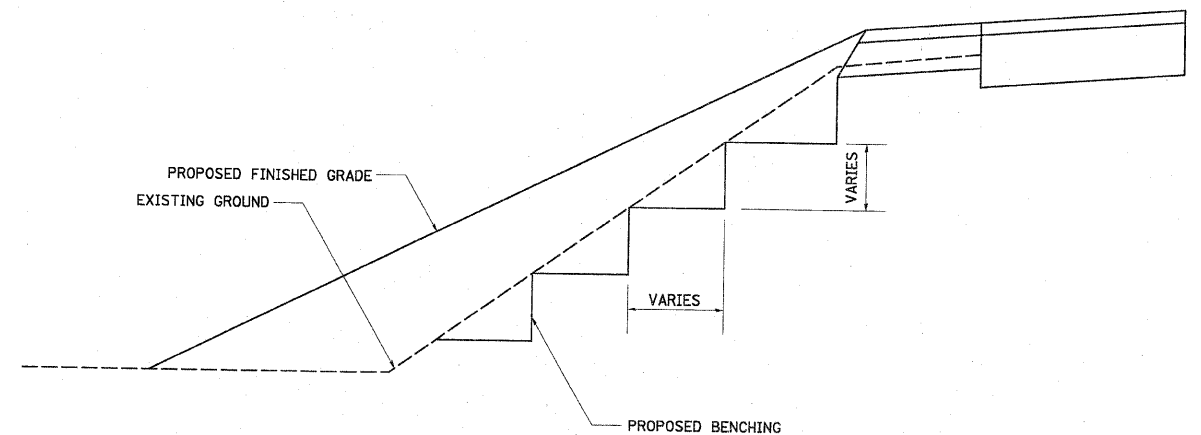 PROPOSED FINISHED GRADE
EXISTING GROUND
VARIES
VARIES
PROPOSED BENCHING